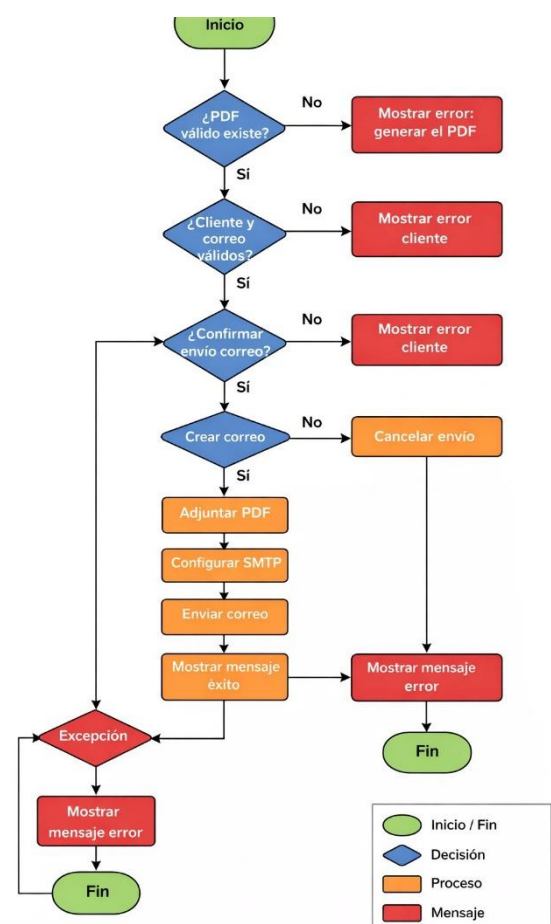 Inicio
¿PDF
válido existe?
No
Mostrar error:
generar el PDF
Sí
¿Cliente y
correo
válidos?
No
Mostrar error
cliente
Sí
¿Confirmar
envío correo?
No
Mostrar error
cliente
Sí
Crear correo
No
Cancelar envío
Sí
Adjuntar PDF
Configurar SMTP
Enviar correo
Mostrar mensaje
éxito
Mostrar mensaje
error
Excepción
Fin
Mostrar
mensaje error
Fin
Inicio / Fin
Decisión
Proceso
Mensaje